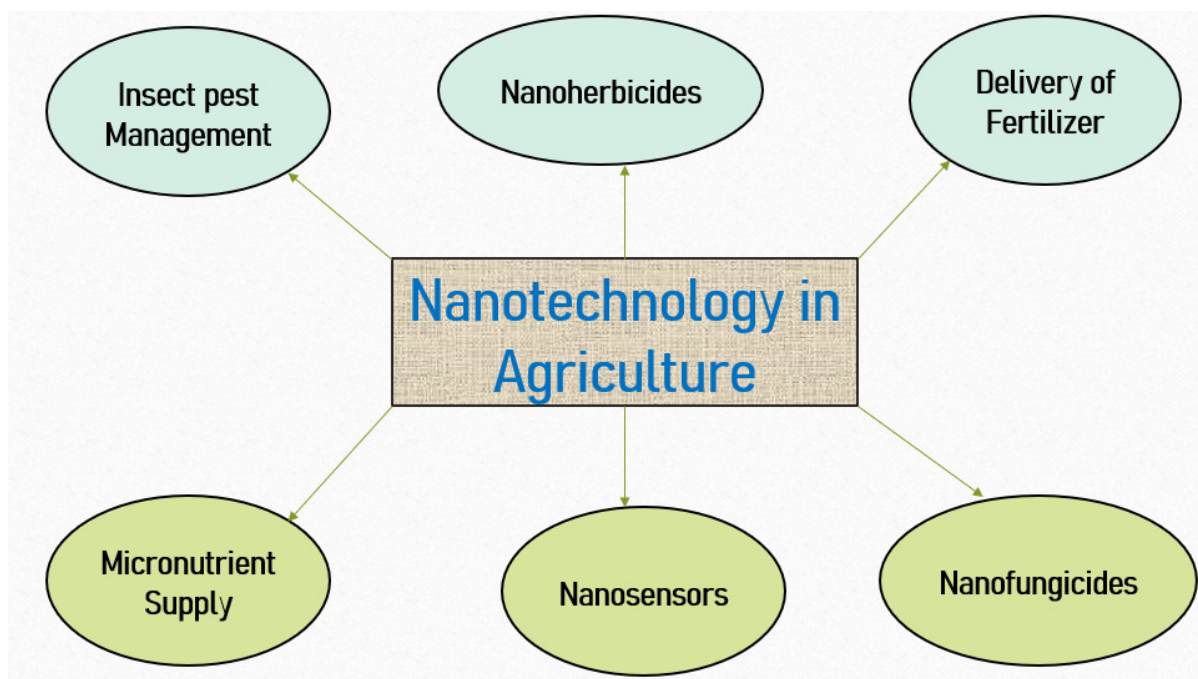 Insect pest
Management
Nanoherbicides
Delivery of
Fertilizer
Nanotechnology in
Agriculture
Micronutrient
Supply
Nanosensors
Nanofungicides